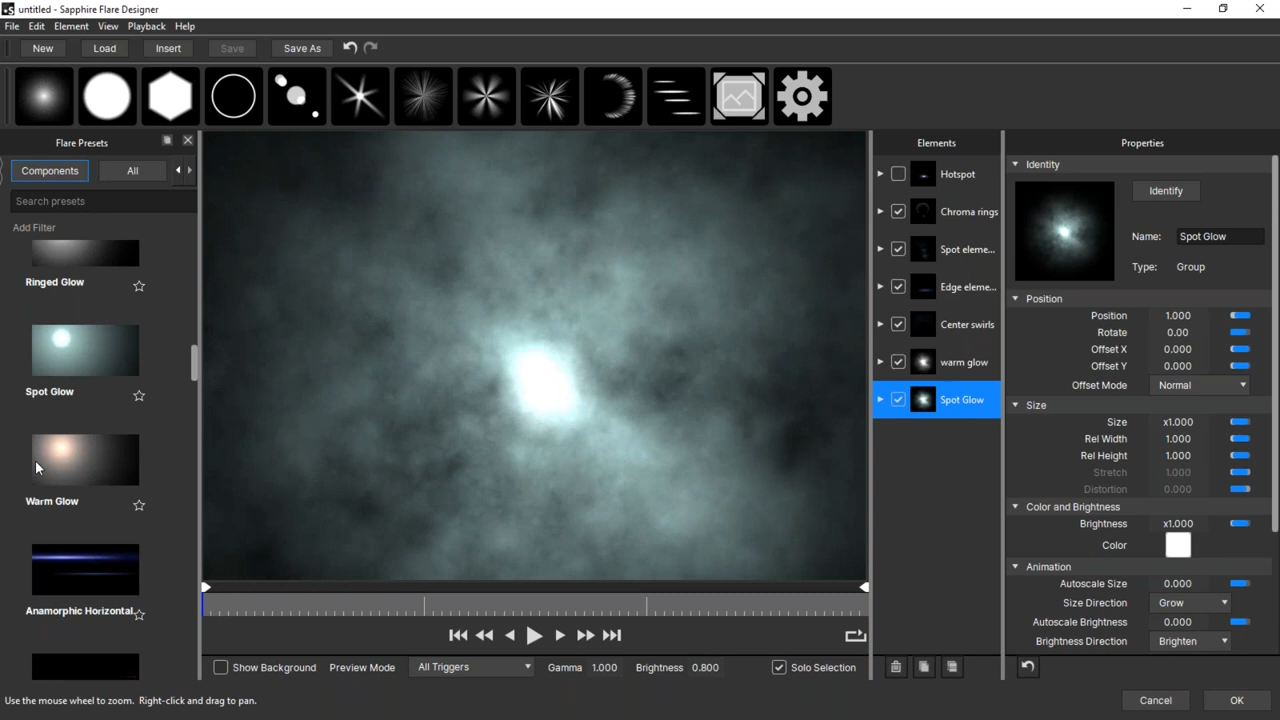 untitled - Sapphire Flare Designer
File Edit Element View Playback Help
New Load Insert Save Save As
Flare Presets
Components All
Search presets
Add Filter
Ringed Glow
Spot Glow
Warm Glow
Anamorphic Horizontal.
Show Background Preview Mode All Triggers Gamma 1.000 Brightness 0.800 Solo Selection
Elements
Hotspot
Chroma rings
Spot eleme...
Edge eleme...
Center swirls
warm glow
Spot Glow
Properties
Identity
Identify
Name: Spot Glow
Type: Group
Position
Position 1.000
Rotate 0.00
Offset X 0.000
Offset Y 0.000
Offset Mode Normal
Size
Size x1.000
Rel Width 1.000
Rel Height 1.000
Stretch 1.000
Distortion 0.000
Color and Brightness
Brightness x1.000
Color
Animation
Autoscale Size 0.000
Size Direction Grow
Autoscale Brightness 0.000
Brightness Direction Brighten
Use the mouse wheel to zoom. Right-click and drag to pan.
Cancel OK